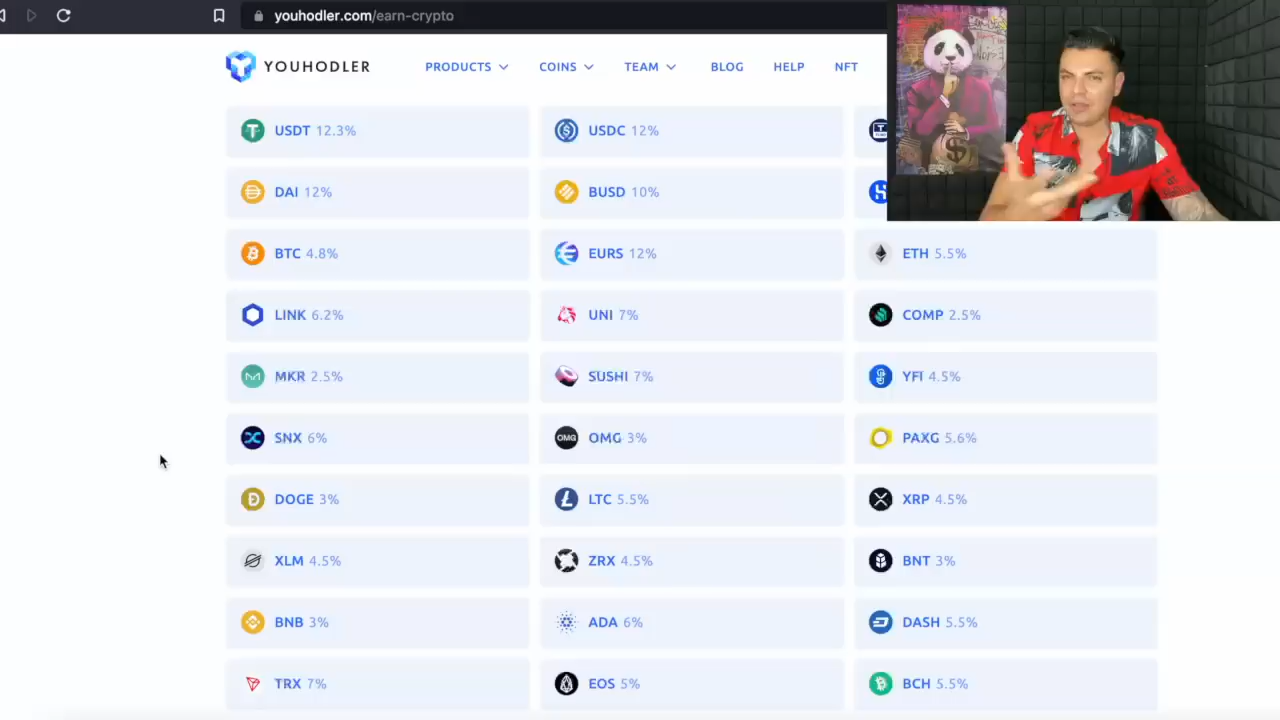 youhodler.com/earn-crypto
YOUHODLER PRODUCTS COINS TEAM BLOG HELP NFT
USDT 12.3% USDC 12%
DAI 12% BUSD 10%
BTC 4.8% EURS 12% ETH 5.5%
LINK 6.2% UNI 7% COMP 2.5%
MKR 2.5% SUSHI 7% YFI 4.5%
SNX 6% OMG OMG 3% PAXG 5.6%
DOGE 3% LTC 5.5% XRP 4.5%
XLM 4.5% ZRX 4.5% BNT 3%
BNB 3% ADA 6% DASH 5.5%
TRX 7% EOS 5% BCH 5.5%